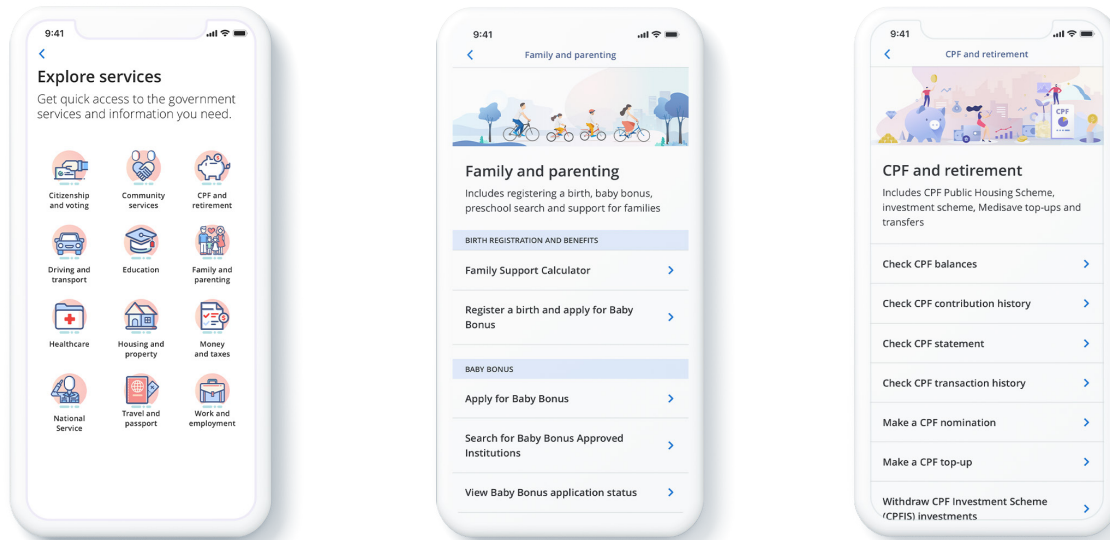 9:41
Explore services
Get quick access to the government
services and information you need.
Citizenship
and voting
Community
services
CPF and
retirement
Driving and
transport
Education
Family and
parenting
Healthcare
Housing and
property
Money
and taxes
National
Service
Travel and
passport
Work and
employment
9:41
Family and parenting
Family and parenting
Includes registering a birth, baby bonus,
preschool search and support for families
BIRTH REGISTRATION AND BENEFITS
Family Support Calculator
Register a birth and apply for Baby
Bonus
BABY BONUS
Apply for Baby Bonus
Search for Baby Bonus Approved
Institutions
View Baby Bonus application status
9:41
CPF and retirement
CPF
CPF and retirement
Includes CPF Public Housing Scheme,
investment scheme, Medisave top-ups and
transfers
Check CPF balances
Check CPF contribution history
Check CPF statement
Check CPF transaction history
Make a CPF nomination
Make a CPF top-up
Withdraw CPF Investment Scheme
(CPFIS) investments